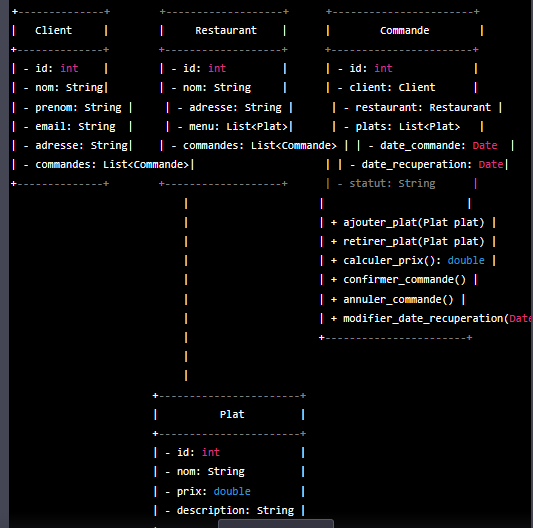 +--------------+         +-------------------+       +-----------------------+
|   Client     |         |     Restaurant    |       |        Commande        |
+--------------+         +-------------------+       +-----------------------+
| - id: int    |         | - id: int         |       | - id: int             |
| - nom: String|         | - nom: String     |       | - client: Client      |
| - prenom: String |     | - adresse: String |       | - restaurant: Restaurant |
| - email: String  |     | - menu: List<Plat>|       | - plats: List<Plat>   |
| - adresse: String|     | - commandes: List<Commande> | | - date_commande: Date  |
| - commandes: List<Commande>|                      | | - date_recuperation: Date|
+--------------+         +-------------------+       | - statut: String      |
|                      |                       |
|                      | + ajouter_plat(Plat plat) |
|                      | + retirer_plat(Plat plat) |
|                      | + calculer_prix(): double |
|                      | + confirmer_commande() |
|                      | + annuler_commande() |
|                      | + modifier_date_recuperation(Date
|                      +-----------------------+
|
|
+-----------------------+
|          Plat         |
+-----------------------+
| - id: int             |
| - nom: String         |
| - prix: double        |
| - description: String |